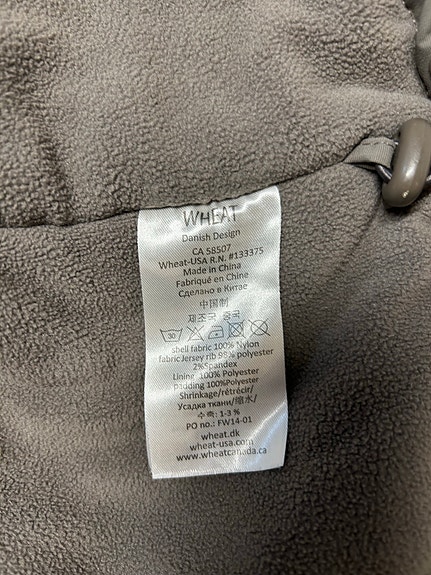 WHEAT
Danish Design
CA 58507
Wheat-USA R.N. #133375
Made in China
Fabriqué en Chine
Сделано в Китае
中国制
제조국 중국
30
shell fabric 100% Nylon
fabric Jersey rib 98% polyester
2%Spandex
Lining 100% Polyester
padding 100%Polyester
Shrinkage/rétrécir/
Усадка ткани/缩水/
수축: 1-3 %
PO no.: FW14-01
wheat.dk
wheat-usa.com
www.wheatcanada.ca